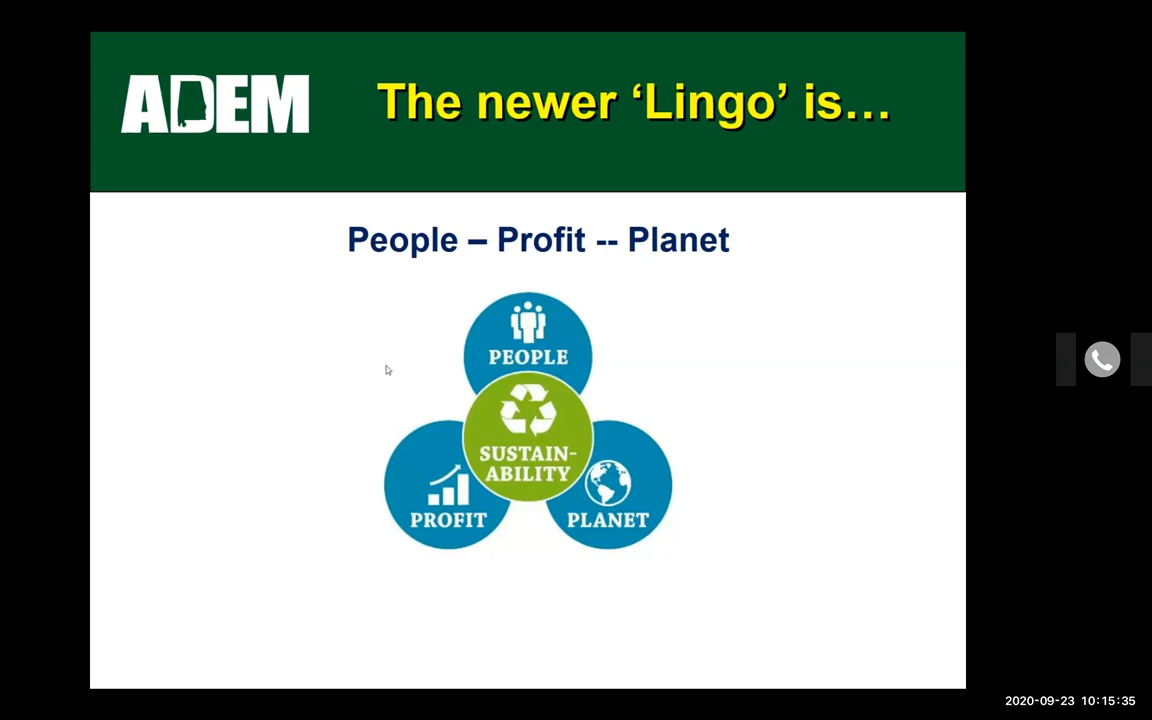 ADEM
The newer ‘Lingo’ is…
People – Profit -- Planet
PEOPLE
SUSTAIN-
ABILITY
PROFIT
PLANET
2020-09-23 10:15:35